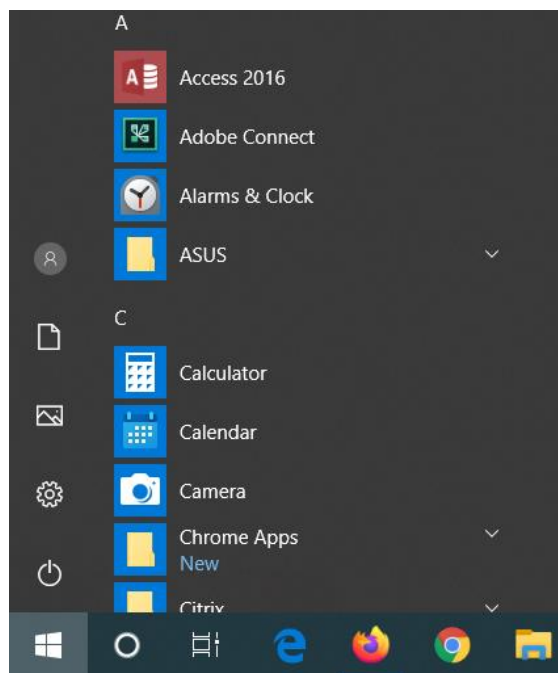 A
Access 2016
Adobe Connect
Alarms & Clock
ASUS
C
Calculator
Calendar
Camera
Chrome Apps
New
Citrix